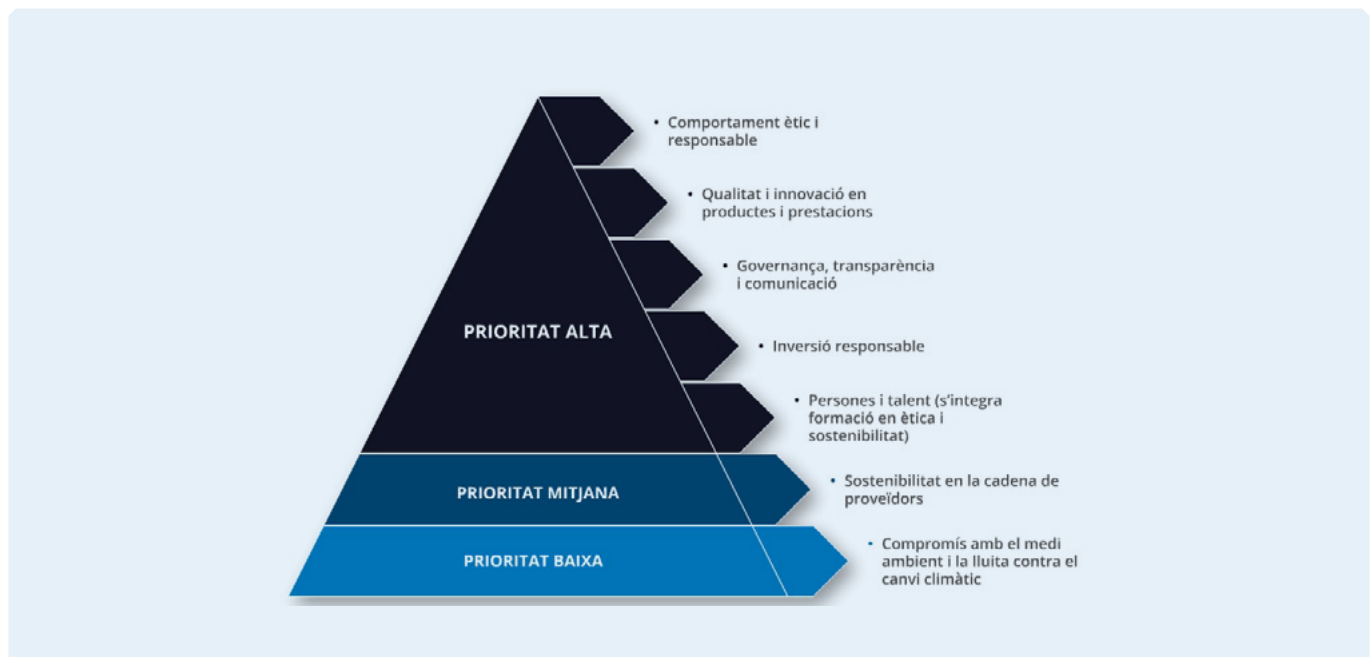 • Comportament ètic i
responsable
• Qualitat i innovació en
productes i prestacions
• Governança, transparència
i comunicació
PRIORITAT ALTA
• Inversió responsable
• Persones i talent (s'integra
formació en ètica i
sostenibilitat)
PRIORITAT MITJANA
• Sostenibilitat en la cadena de
proveïdors
PRIORITAT BAIXA
• Compromís amb el medi
ambient i la lluita contra el
canvi climàtic